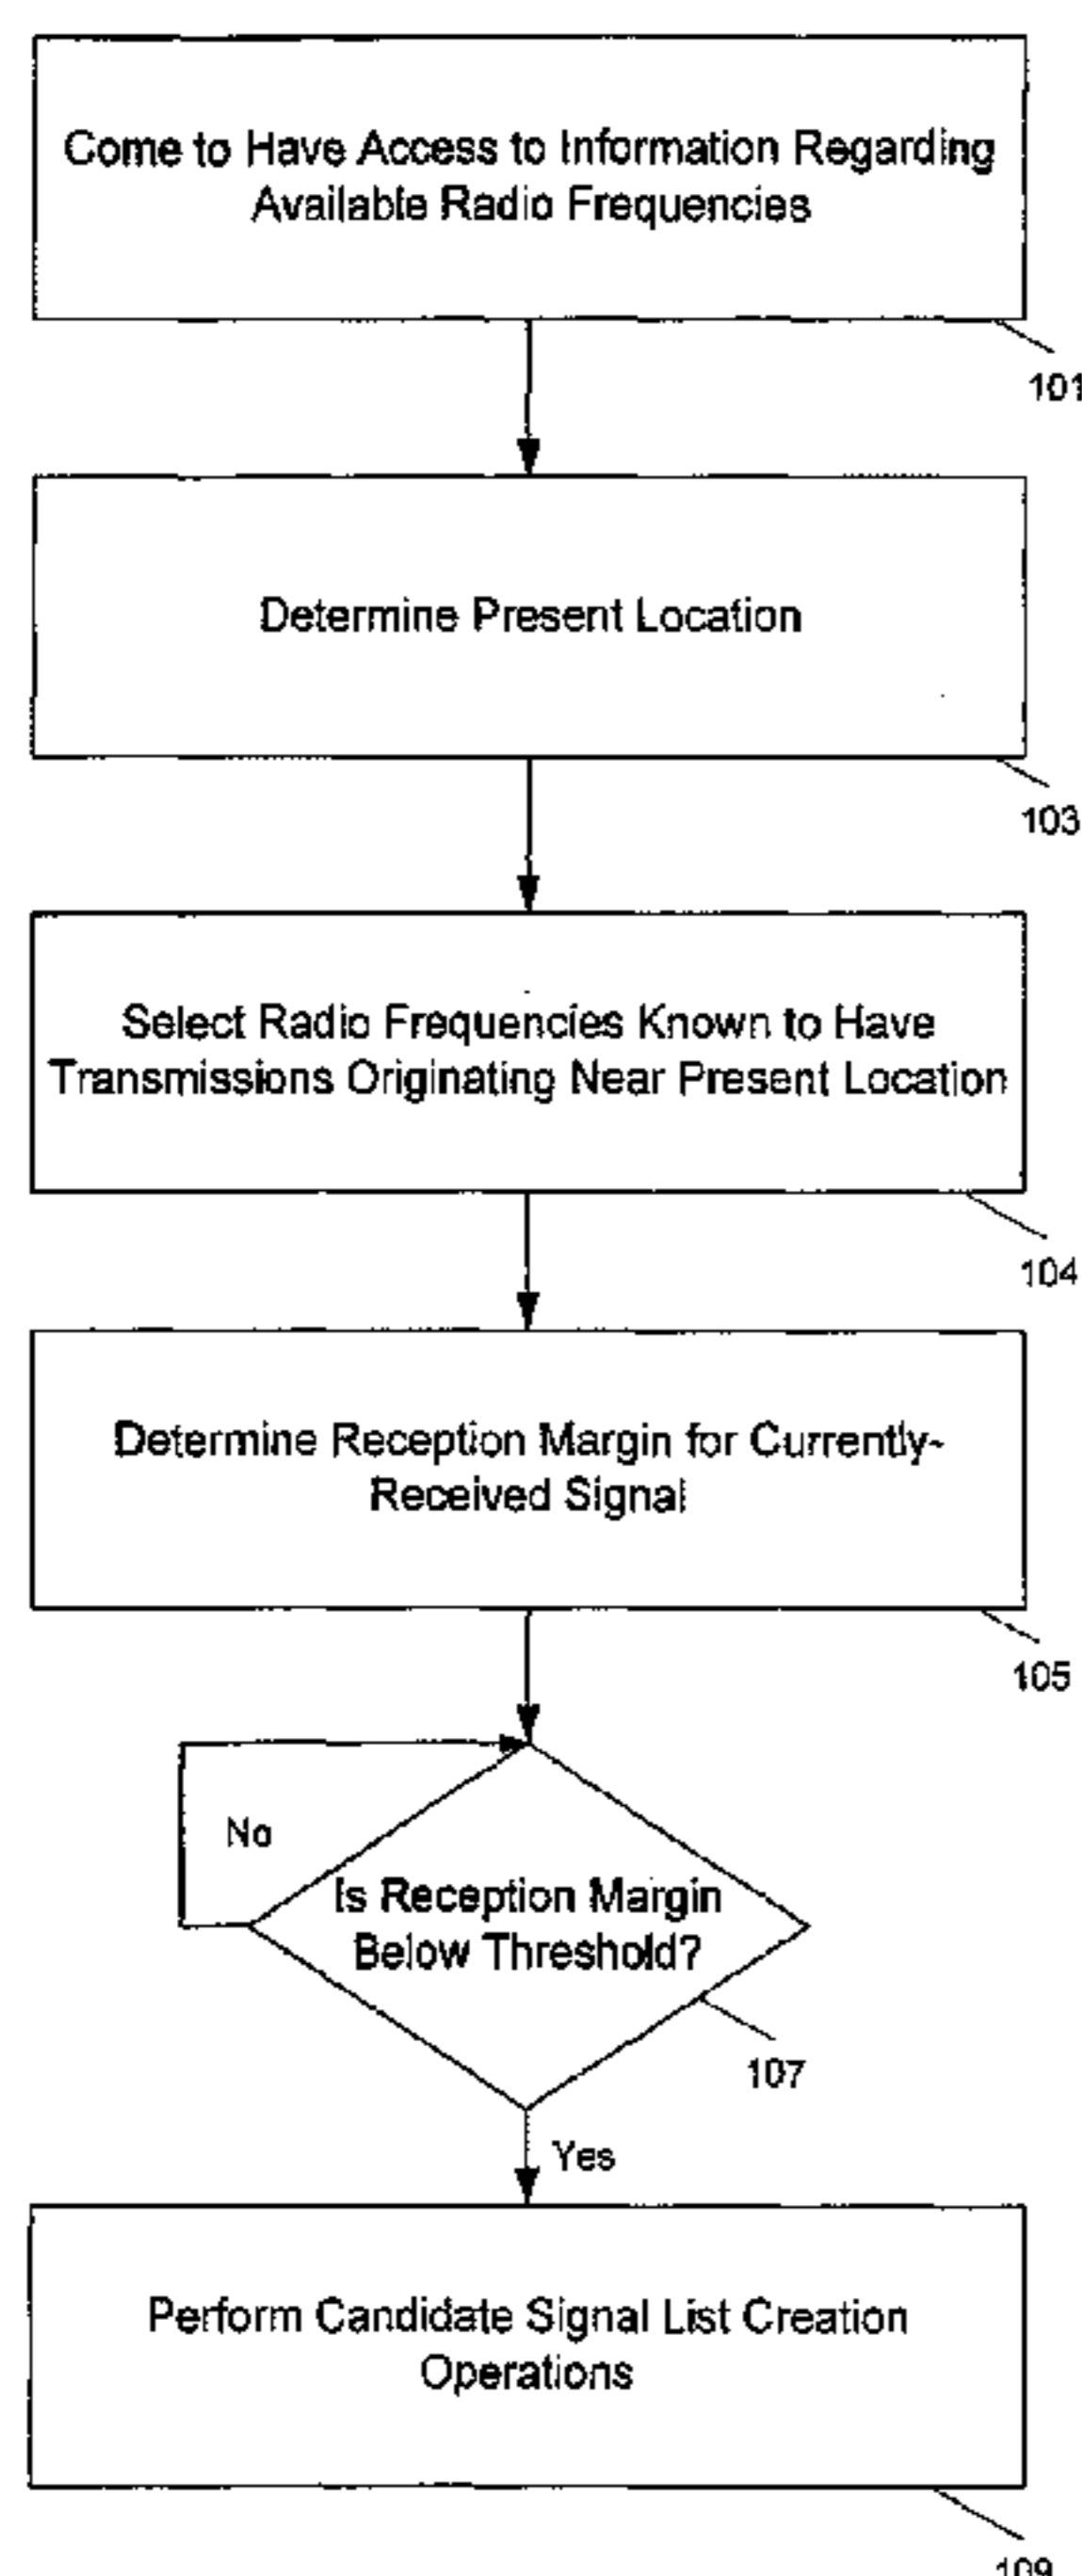 Come to Have Access to Information Regarding
Available Radio Frequencies
101
Determine Present Location
103
Select Radio Frequencies Known to Have
Transmissions Originating Near Present Location
104
Determine Reception Margin for Currently-
Received Signal
105
No
Is Reception Margin
Below Threshold?
107
Yes
Perform Candidate Signal List Creation
Operations
109